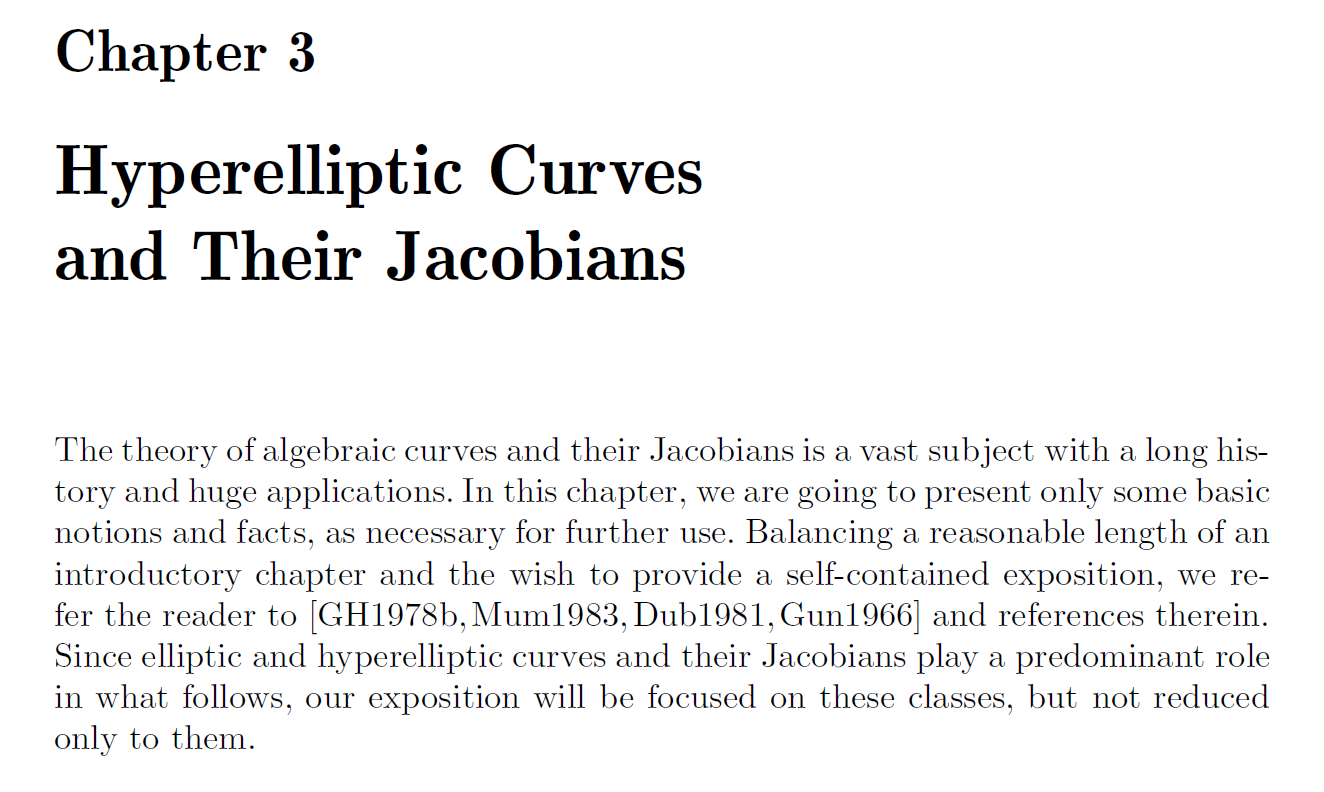 Chapter 3
Hyperelliptic Curves
and Their Jacobians
The theory of algebraic curves and their Jacobians is a vast subject with a long his-
tory and huge applications. In this chapter, we are going to present only some basic
notions and facts, as necessary for further use. Balancing a reasonable length of an
introductory chapter and the wish to provide a self-contained exposition, we re-
fer the reader to [GH1978b, Mum1983, Dub1981, Gun1966] and references therein.
Since elliptic and hyperelliptic curves and their Jacobians play a predominant role
in what follows, our exposition will be focused on these classes, but not reduced
only to them.